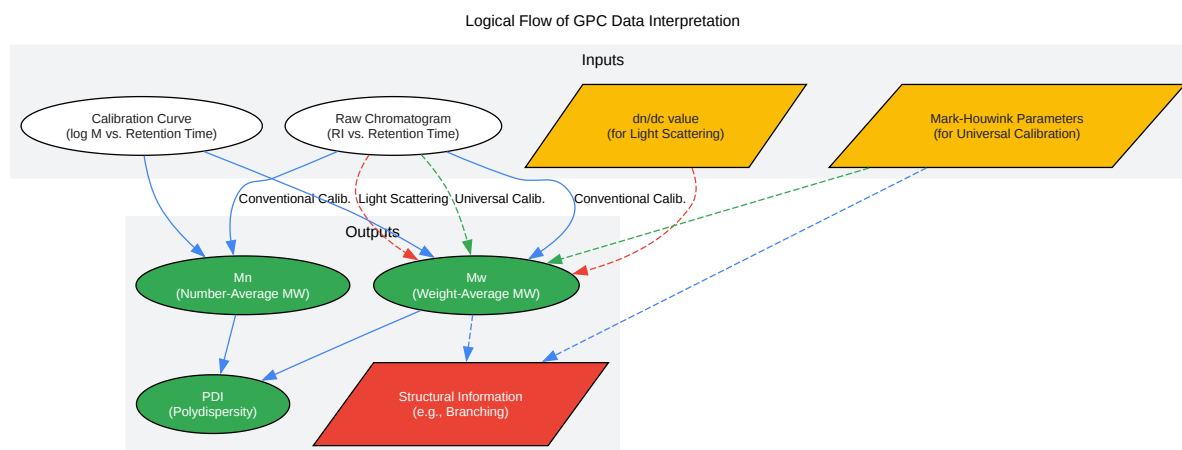 Logical Flow of GPC Data Interpretation
Inputs
Calibration Curve
(log M vs. Retention Time)
Raw Chromatogram
(RI vs. Retention Time)
dn/dc value
(for Light Scattering)
Mark-Houwink Parameters
(for Universal Calibration)
Conventional Calib.
Light Scattering
Universal Calib.
Conventional Calib.
Outputs
Mn
(Number-Average MW)
Mw
(Weight-Average MW)
PDI
(Polydispersity)
Structural Information
(e.g., Branching)